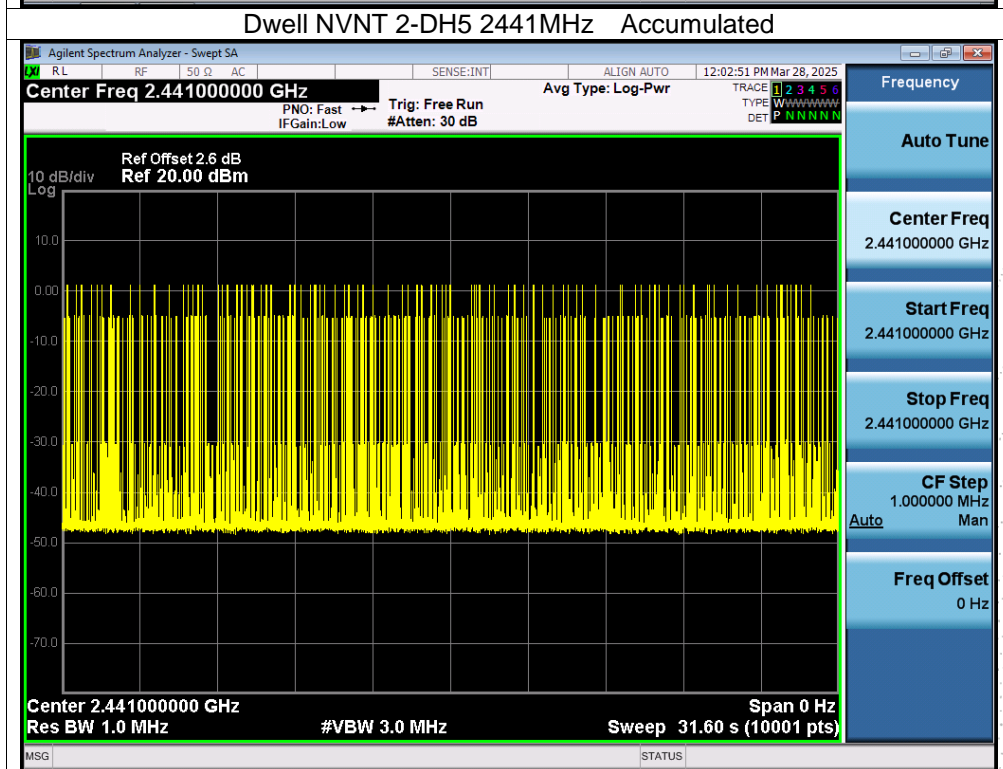 Dwell NVNT 2-DH5 2441MHz Accumulated
Agilent Spectrum Analyzer - Swept SA
LXI RL RF 50 Ω AC SENSE:INT ALIGN AUTO 12:02:51 PM Mar 28, 2025
Center Freq 2.441000000 GHz
PNO: Fast
IFGain:Low
Trig: Free Run
#Atten: 30 dB
Avg Type: Log-Pwr
TRACE 1 2 3 4 5 6
TYPE WWWWWWW
DET P N N N N N
Ref Offset 2.6 dB
10 dB/div Ref 20.00 dBm
Log
10.0
0.00
-10.0
-20.0
-30.0
-40.0
-50.0
-60.0
-70.0
Center 2.441000000 GHz Span 0 Hz
Res BW 1.0 MHz #VBW 3.0 MHz Sweep 31.60 s (10001 pts)
MSG STATUS
Frequency
Auto Tune
Center Freq
2.441000000 GHz
Start Freq
2.441000000 GHz
Stop Freq
2.441000000 GHz
CF Step
1.000000 MHz
Auto Man
Freq Offset
0 Hz